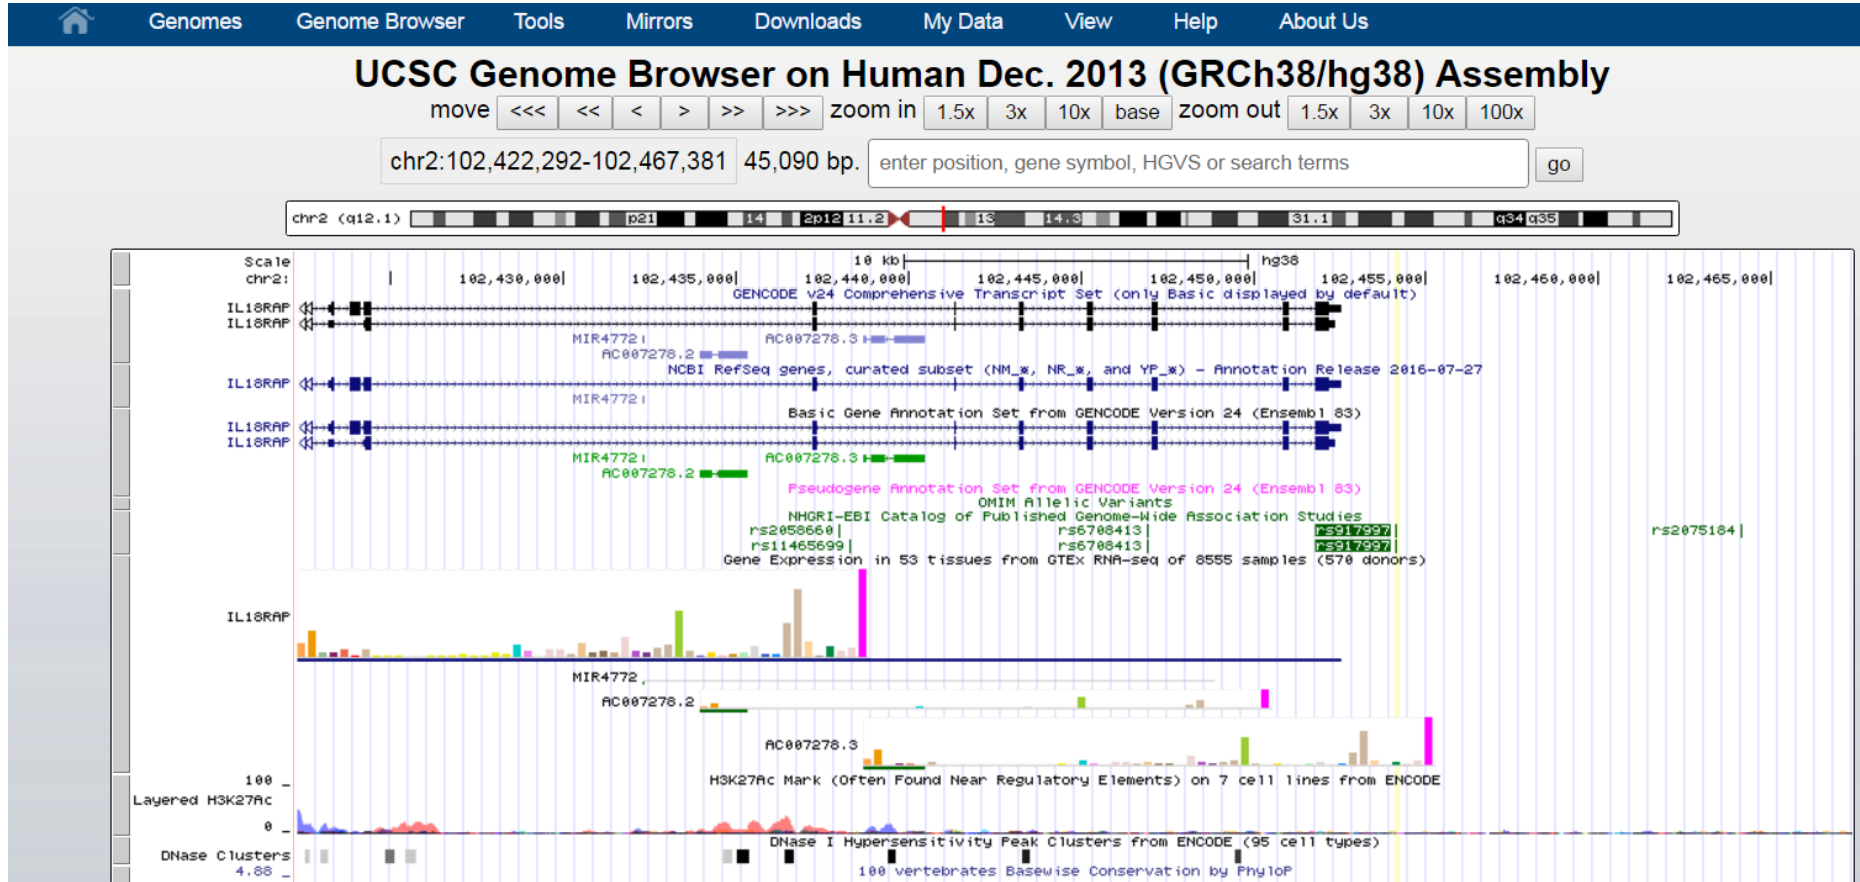 Genomes Genome Browser Tools Mirrors Downloads My Data View Help About Us
UCSC Genome Browser on Human Dec. 2013 (GRCh38/hg38) Assembly
move <<< << < > >> >>> zoom in 1.5x 3x 10x base zoom out 1.5x 3x 10x 100x
chr2:102,422,292-102,467,381 45,090 bp. enter position, gene symbol, HGVS or search terms go
chr2 (q12.1) p21 14 2p12 11.2 13 14.3 31.1 q34 q35
Scale 10 kb hg38
chr2: 102,430,000 102,435,000 102,440,000 102,445,000 102,450,000 102,455,000 102,460,000 102,465,000
GENCODE v24 Comprehensive Transcript Set (only Basic displayed by default)
IL18RAP
IL18RAP
MIR4772 AC007278.3
AC007278.2
NCBI RefSeq genes, curated subset (NM_*, NR_*, and YP_*) - Annotation Release 2016-07-27
IL18RAP
MIR4772
Basic Gene Annotation Set from GENCODE Version 24 (Ensembl 83)
IL18RAP
IL18RAP
MIR4772 AC007278.3
AC007278.2
Pseudogene Annotation Set from GENCODE Version 24 (Ensembl 83)
OMIM Allelic Variants
NHGRI-EBI Catalog of Published Genome-Wide Association Studies
rs2058660 rs6708413 rs917997 rs2075184
rs11465699 rs6708413 rs917997
Gene Expression in 53 tissues from GTEx RNA-seq of 8555 samples (570 donors)
IL18RAP
MIR4772
AC007278.2
AC007278.3
100 _ H3K27Ac Mark (Often Found Near Regulatory Elements) on 7 cell lines from ENCODE
Layered H3K27Ac
0 _
DNase I Hypersensitivity Peak Clusters from ENCODE (95 cell types)
DNase Clusters
4.88 _ 100 vertebrates Basewise Conservation by PhyloP